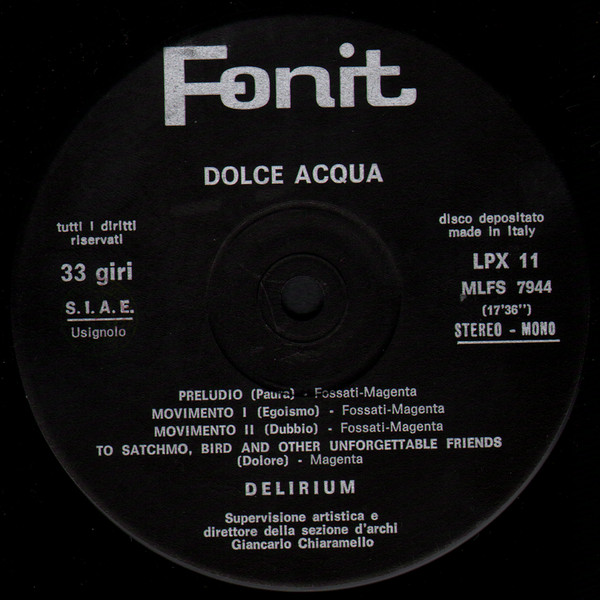 Fonit
DOLCE ACQUA
tutti i diritti
riservati
33 giri
S.I.A.E.
Usignolo
disco depositato
made in Italy
LPX 11
MLFS 7944
(17'36")
STEREO - MONO
PRELUDIO (Paura) - Fossati-Magenta
MOVIMENTO I (Egoismo) - Fossati-Magenta
MOVIMENTO II (Dubbio) - Fossati-Magenta
TO SATCHMO, BIRD AND OTHER UNFORGETTABLE FRIENDS
(Dolore) - Magenta
DELIRIUM
Supervisione artistica e
direttore della sezione d'archi
Giancarlo Chiaramello